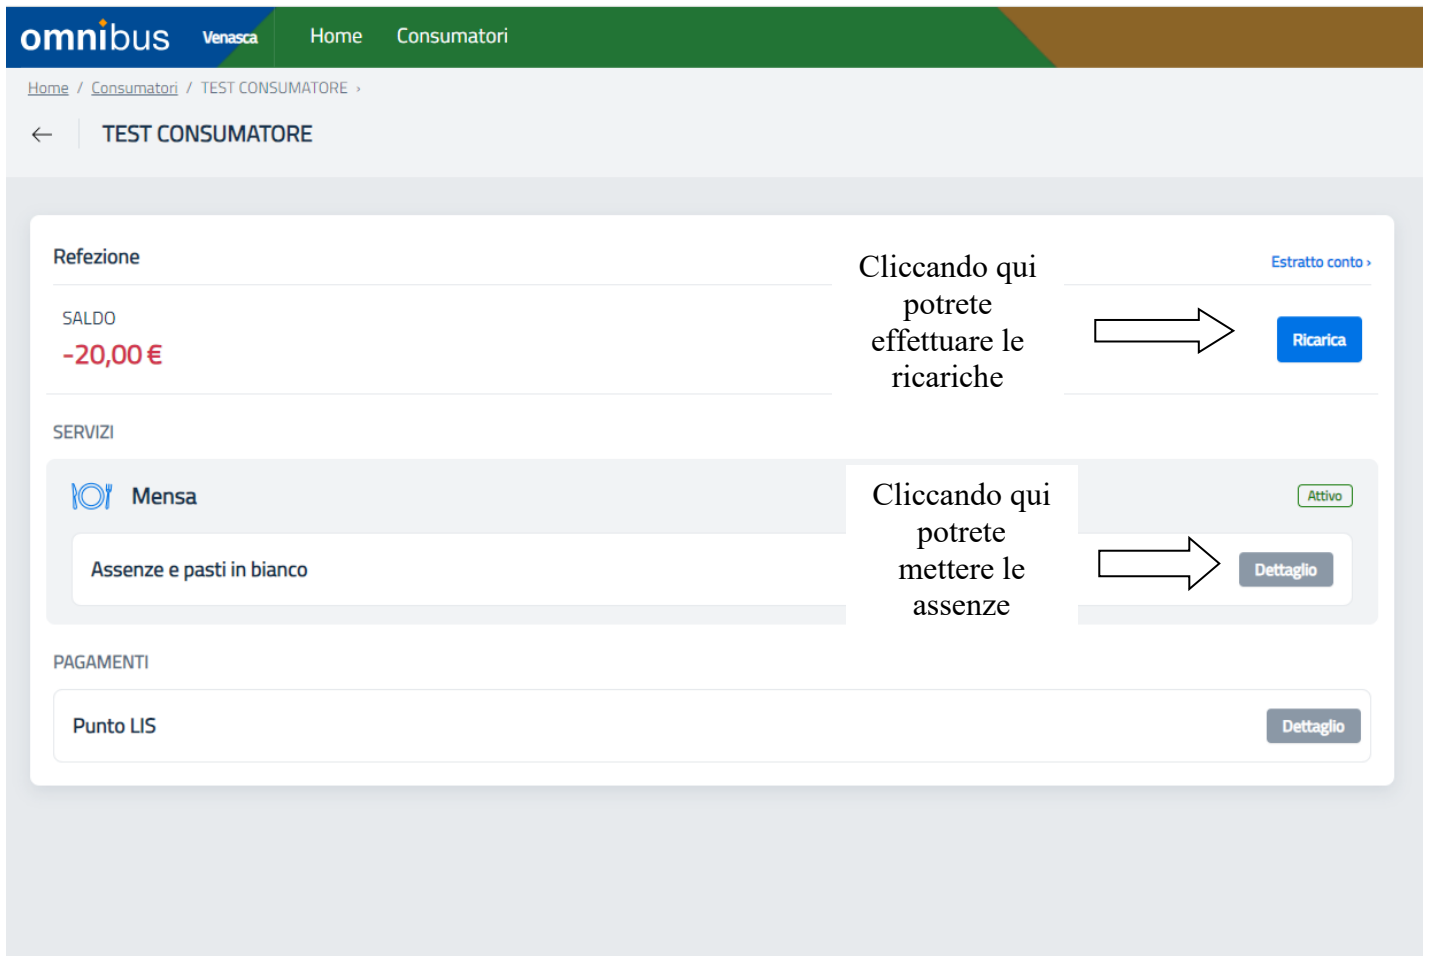 omnibus Venasca Home Consumatori
Home / Consumatori / TEST CONSUMATORE ›
← TEST CONSUMATORE
Refezione
Estratto conto ›
SALDO
-20,00 €
Cliccando qui
potrete
effettuare le
ricariche
Ricarica
SERVIZI
Mensa
Attivo
Assenze e pasti in bianco
Cliccando qui
potrete
mettere le
assenze
Dettaglio
PAGAMENTI
Punto LIS
Dettaglio